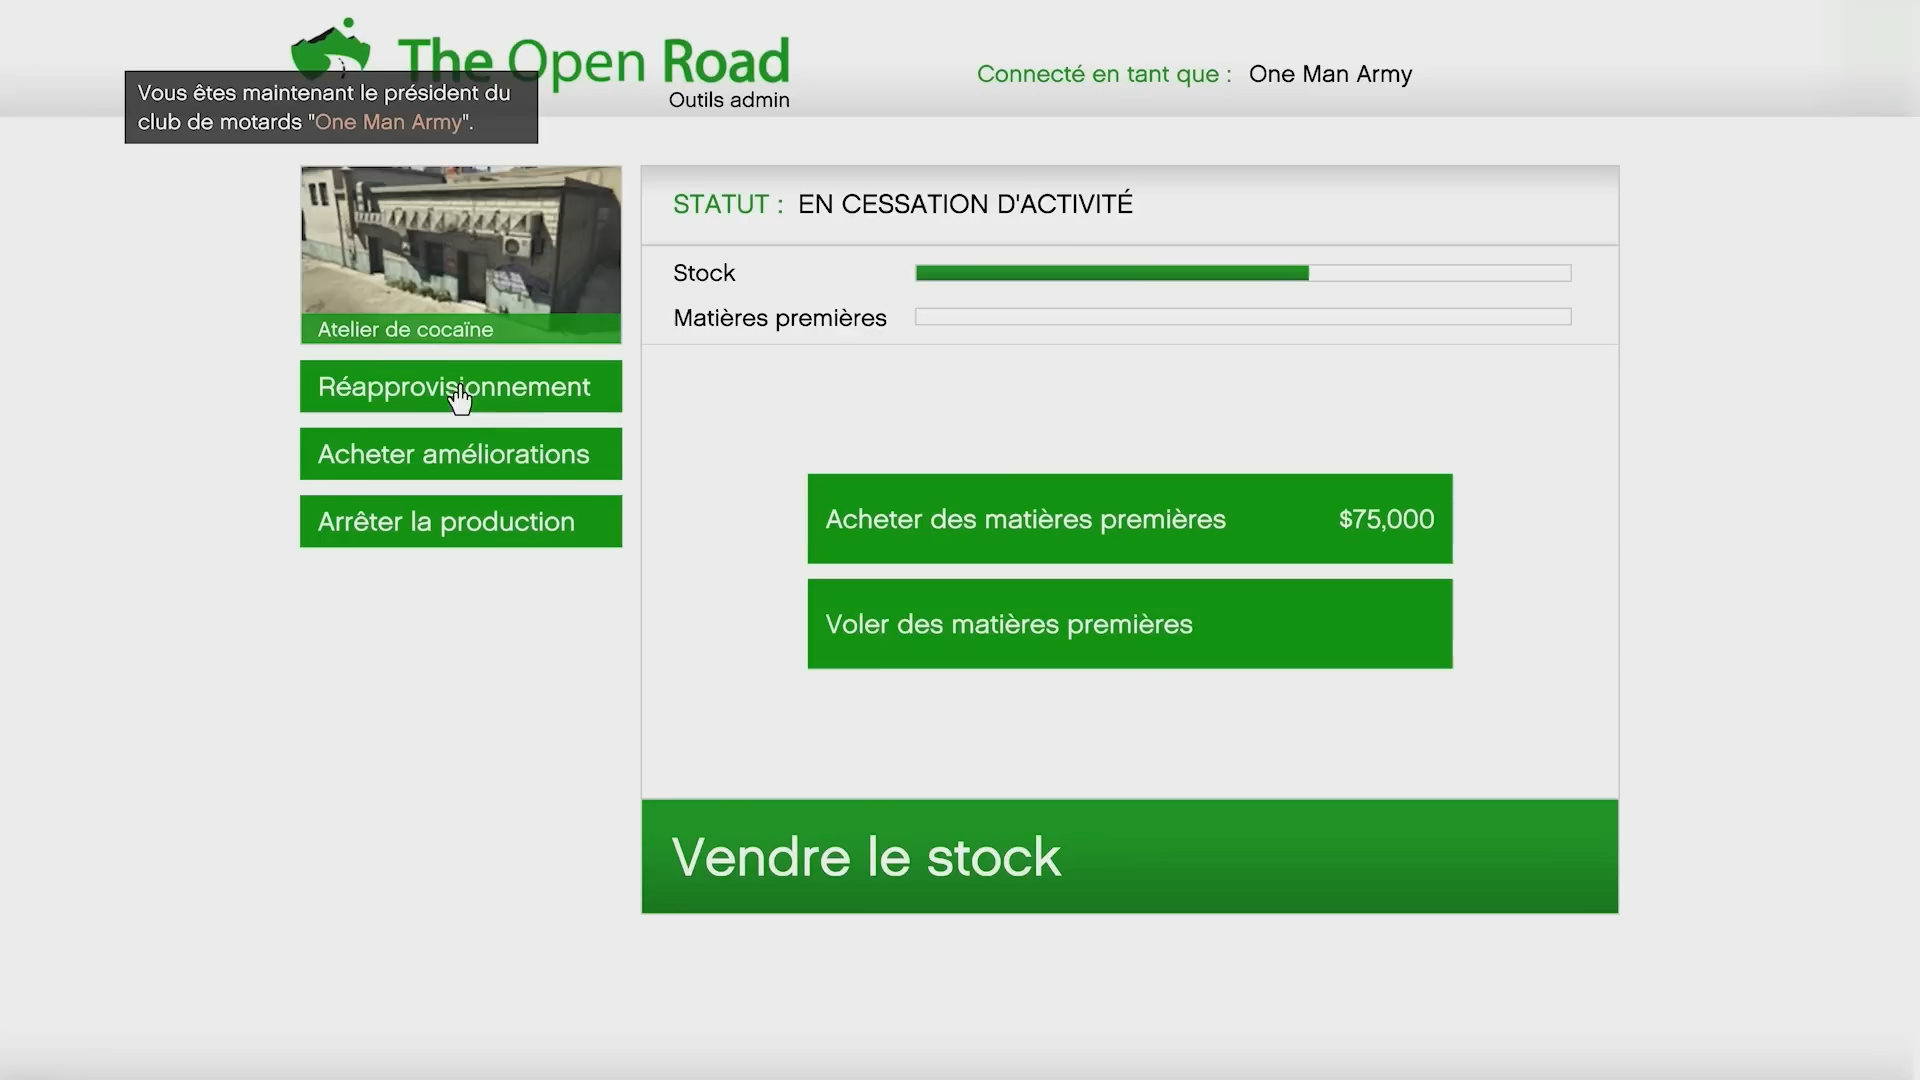 The Open Road
Outils admin
Connecté en tant que : One Man Army
Vous êtes maintenant le président du
club de motards "One Man Army".
Atelier de cocaïne
Réapprovisionnement
Acheter améliorations
Arrêter la production
STATUT : EN CESSATION D'ACTIVITÉ
Stock
Matières premières
Acheter des matières premières $75,000
Voler des matières premières
Vendre le stock